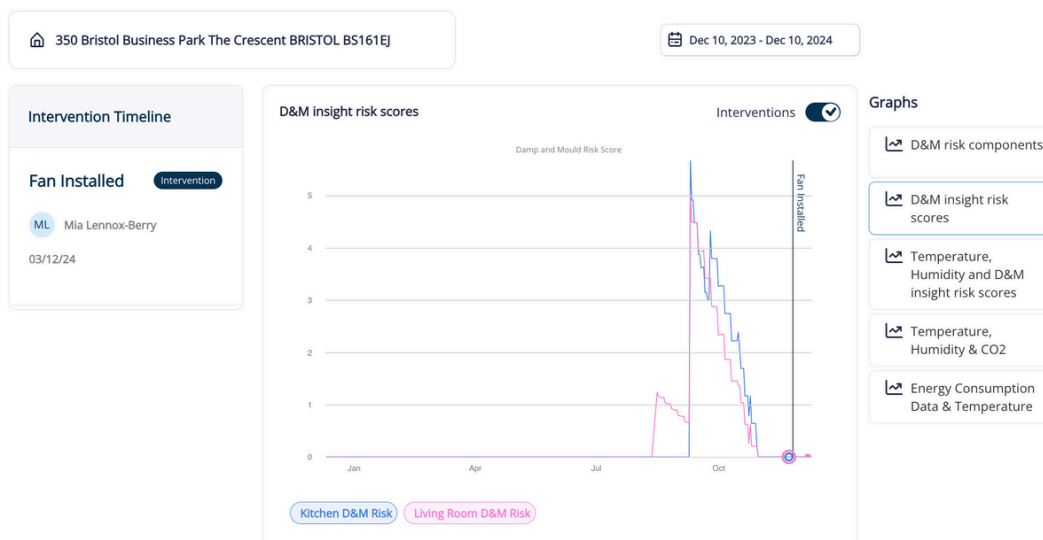 350 Bristol Business Park The Crescent BRISTOL BS161EJ
Dec 10, 2023 - Dec 10, 2024
Intervention Timeline
Fan Installed
Intervention
ML
Mia Lennox-Berry
03/12/24
D&M insight risk scores
Interventions
Damp and Mould Risk Score
5
4
3
2
1
0
Jan
Apr
Jul
Oct
Fan Installed
Kitchen D&M Risk
Living Room D&M Risk
Graphs
D&M risk components
D&M insight risk
scores
Temperature,
Humidity and D&M
insight risk scores
Temperature,
Humidity & CO2
Energy Consumption
Data & Temperature